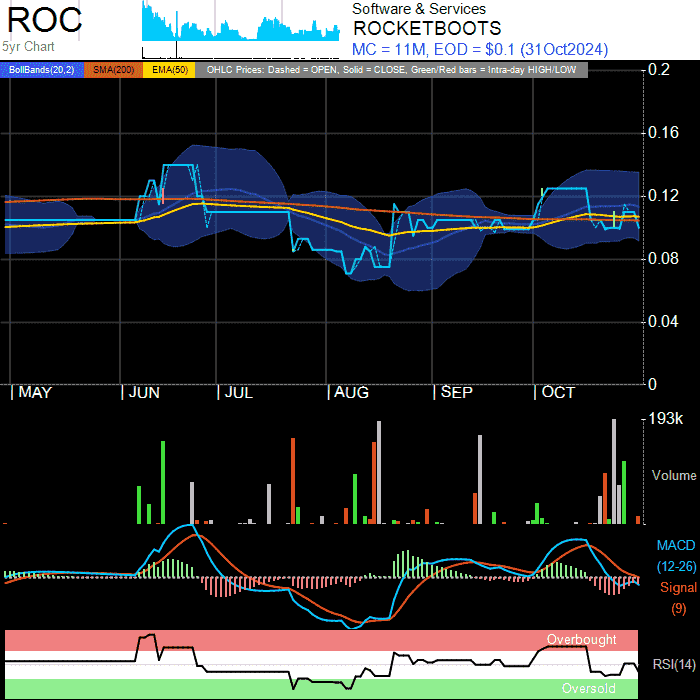 ROC
5yr Chart
Software & Services
ROCKETBOOTS
MC = 11M, EOD = $0.1 (31Oct2024)
BollBands(20,2) SMA(200) EMA(50) OHLC Prices: Dashed = OPEN, Solid = CLOSE, Green/Red bars = Intra-day HIGH/LOW
0.2
0.16
0.12
0.08
0.04
0
MAY JUN JUL AUG SEP OCT
193k
Volume
MACD
(12-26)
Signal
(9)
Overbought
RSI(14)
Oversold